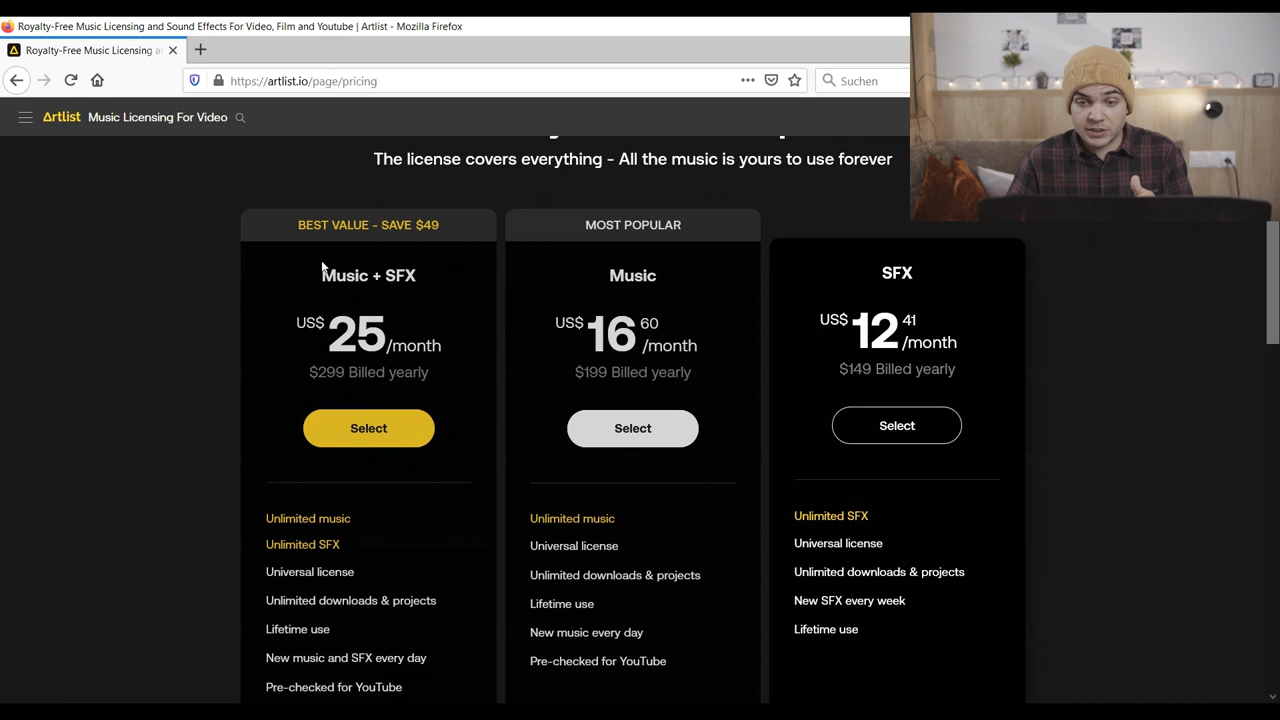 Royalty-Free Music Licensing and Sound Effects For Video, Film and Youtube | Artlist - Mozilla Firefox
Royalty-Free Music Licensing a
https://artlist.io/page/pricing
Suchen
Artlist
Music Licensing For Video
The license covers everything - All the music is yours to use forever
BEST VALUE - SAVE $49
Music + SFX
US$ 25 /month
$299 Billed yearly
Select
Unlimited music
Unlimited SFX
Universal license
Unlimited downloads & projects
Lifetime use
New music and SFX every day
Pre-checked for YouTube
MOST POPULAR
Music
US$ 16 60 /month
$199 Billed yearly
Select
Unlimited music
Universal license
Unlimited downloads & projects
Lifetime use
New music every day
Pre-checked for YouTube
SFX
US$ 12 41 /month
$149 Billed yearly
Select
Unlimited SFX
Universal license
Unlimited downloads & projects
New SFX every week
Lifetime use